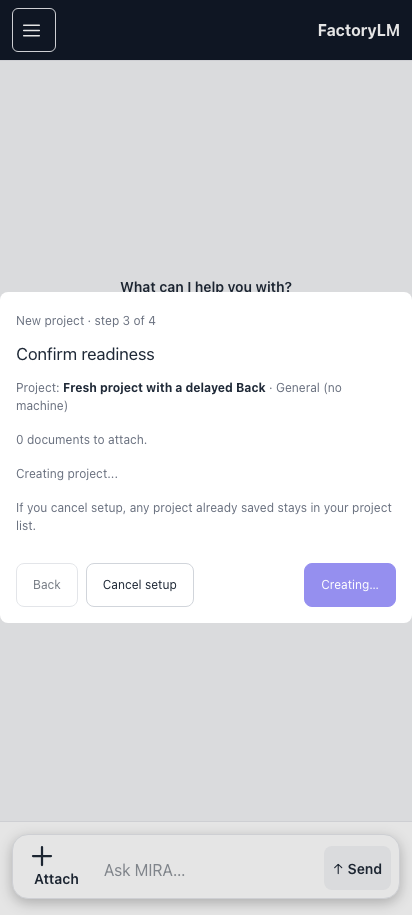 FactoryLM
What can I help you with?
New project · step 3 of 4
Confirm readiness
Project: Fresh project with a delayed Back · General (no
machine)
0 documents to attach.
Creating project...
If you cancel setup, any project already saved stays in your project
list.
Back
Cancel setup
Creating...
Attach
Ask MIRA...
↑ Send